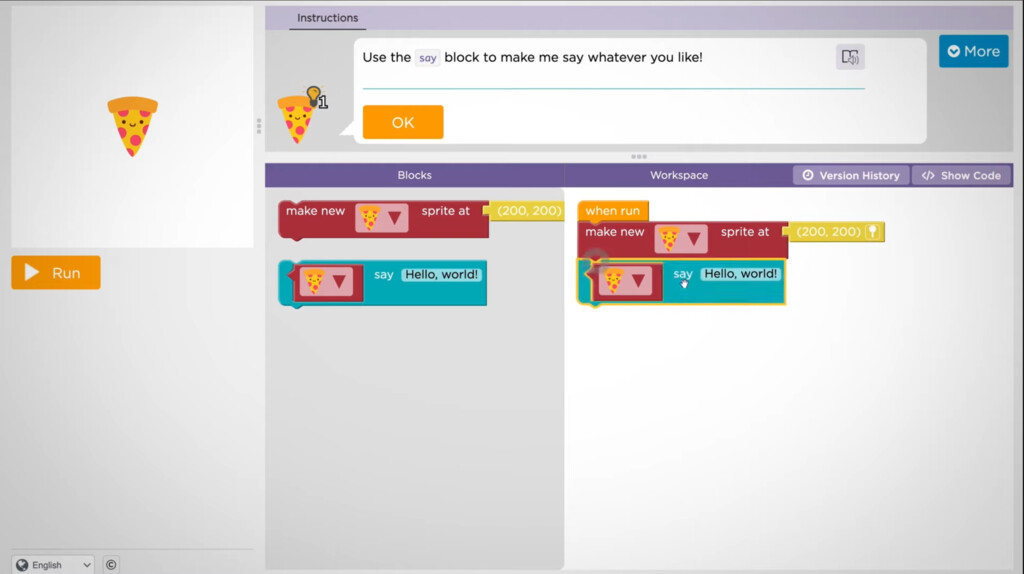 Instructions
Use the say block to make me say whatever you like!
More
1
OK
Blocks
Workspace
Version History
</> Show Code
make new sprite at (200, 200)
say Hello, world!
when run
make new sprite at (200, 200)
say Hello, world!
Run
English
©